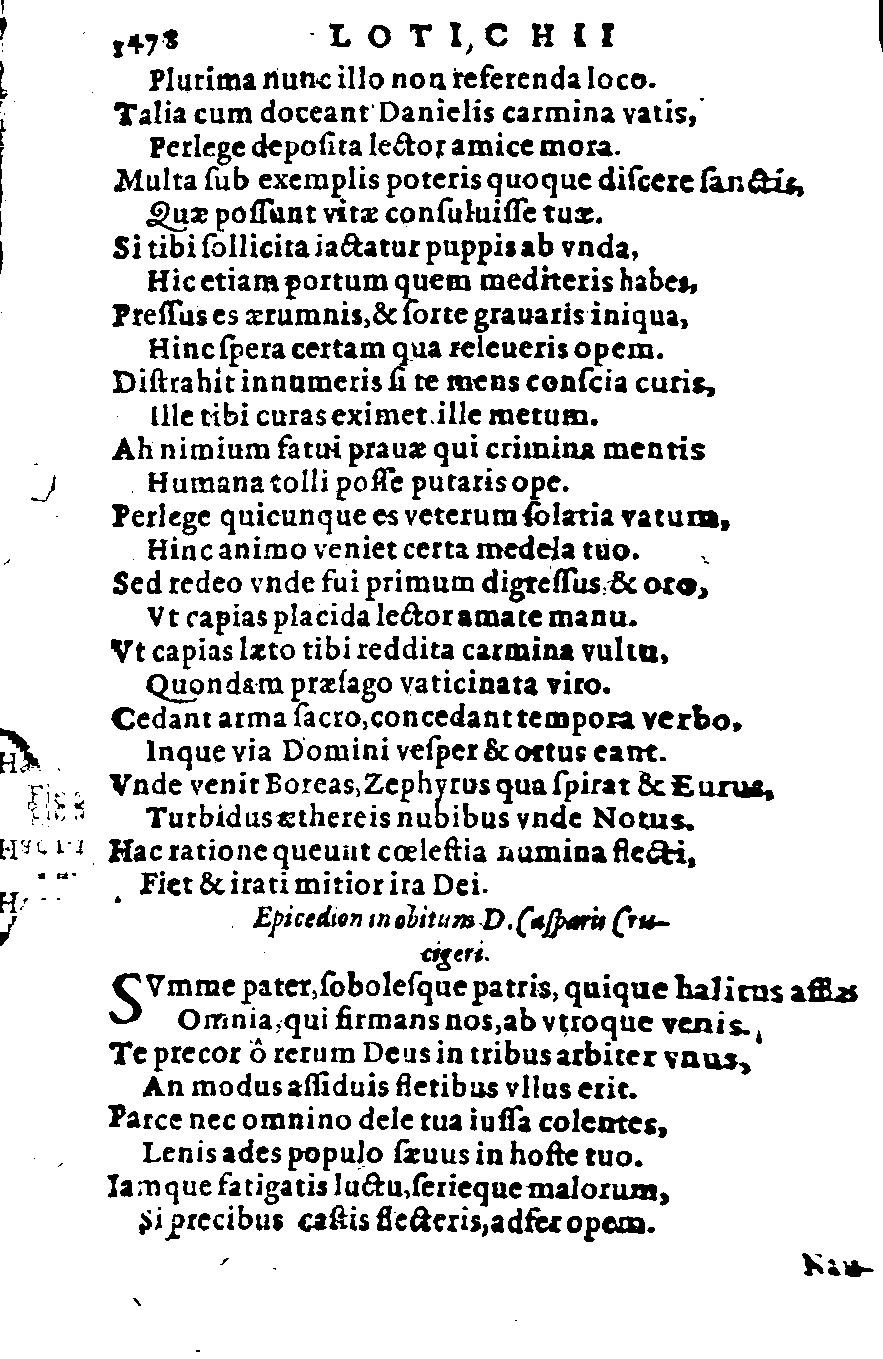 1478 LOTICHII
Plurima nunc illo non referenda loco.
Talia cum doceant Danielis carmina vatis,
Perlege depoſita lector amice mora.
Multa ſub exemplis poteris quoque diſcere ſanctis,
Quæ poſſunt vitæ conſuluiſſe tuæ.
Si tibi ſollicita iactatur puppis ab vnda,
Hic etiam portum quem mediteris habes,
Preſſus es ærumnis, & ſorte grauaris iniqua,
Hinc ſpera certam qua releueris opem.
Diſtrahit innumeris ſi te mens conſcia curis,
Ille tibi curas eximet, ille metum.
Ah nimium fatui prauæ qui crimina mentis
Humana tolli poſſe putaris ope.
Perlege quicunque es veterum ſolatia vatum,
Hinc animo veniet certa medela tuo.
Sed redeo vnde fui primum digreſſus, & oro,
Vt capias placida lector amate manu.
Vt capias læto tibi reddita carmina vultu,
Quondam præſago vaticinata viro.
Cedant arma ſacro, concedant tempora verbo,
Inque via Domini veſper & ortus eant.
Vnde venit Boreas, Zephyrus qua ſpirat & Eurus,
Turbidus æthereis nubibus vnde Notus.
Hac ratione queunt cœleſtia numina flecti,
Fiet & irati mitior ira Dei.
Epicedion in obitum D. Caſparis Cru-
cigeri.
SVmme pater, ſoboleſque patris, quique halitus afflas
Omnia, qui firmans nos, ab vtroque venis.
Te precor ô rerum Deus in tribus arbiter vnus,
An modus aſſiduis fletibus vllus erit.
Parce nec omnino dele tua iuſſa colentes,
Lenis ades populo ſæuus in hoſte tuo.
Iamque fatigatis luctu, ſerieque malorum,
Si precibus caſtis flecteris, adfer opem.